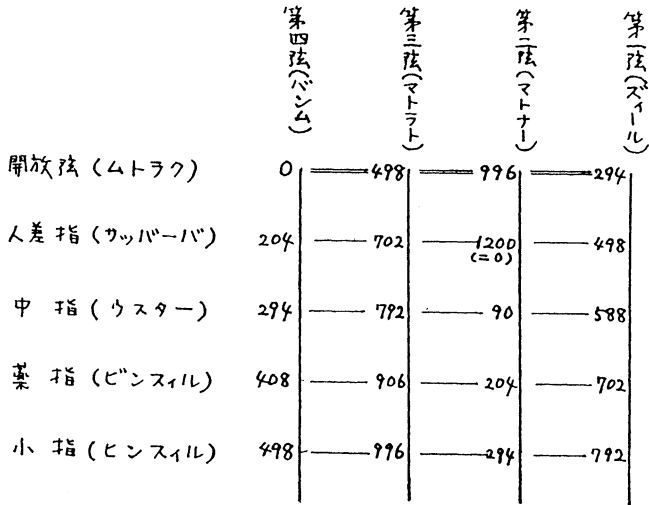 第四弦(バンム)
第三弦(マトラト)
第二弦(マトナー)
第一弦(ズィール)
開放弦(ムトラク) 0 498 996 294
人差指(サッバーバ) 204 702 1200 498
(=0)
中指(ウスター) 294 792 90 588
薬指(ビンスィル) 408 906 204 702
小指(ヒンスィル) 498 996 294 792